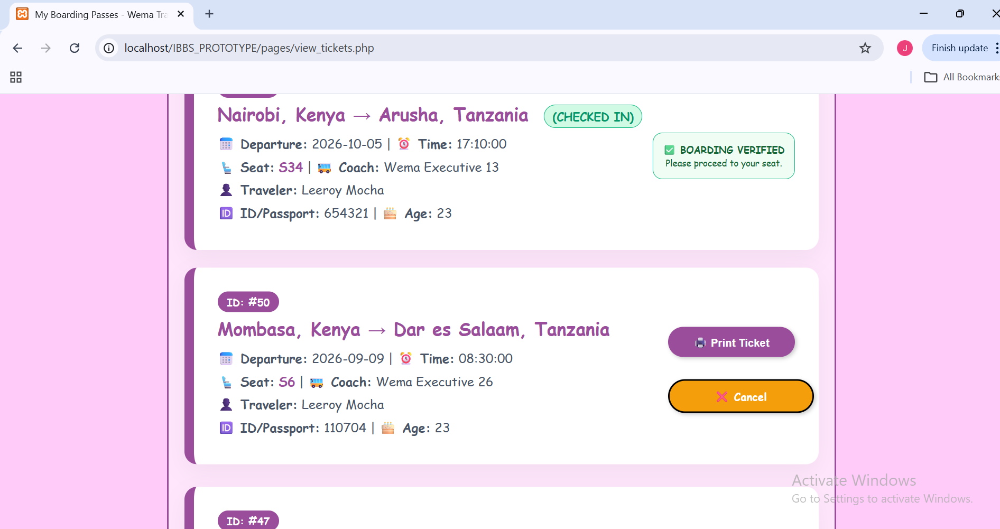 My Boarding Passes - Wema Tra
localhost/IBBS_PROTOTYPE/pages/view_tickets.php
J
Finish update
All Bookmarks
Nairobi, Kenya → Arusha, Tanzania (CHECKED IN)
Departure: 2026-10-05 | Time: 17:10:00
Seat: S34 | Coach: Wema Executive 13
Traveler: Leeroy Mocha
ID ID/Passport: 654321 | Age: 23
BOARDING VERIFIED
Please proceed to your seat.
ID: #50
Mombasa, Kenya → Dar es Salaam, Tanzania
Departure: 2026-09-09 | Time: 08:30:00
Seat: S6 | Coach: Wema Executive 26
Traveler: Leeroy Mocha
ID ID/Passport: 110704 | Age: 23
Print Ticket
Cancel
Activate Windows
Go to Settings to activate Windows.
ID: #47